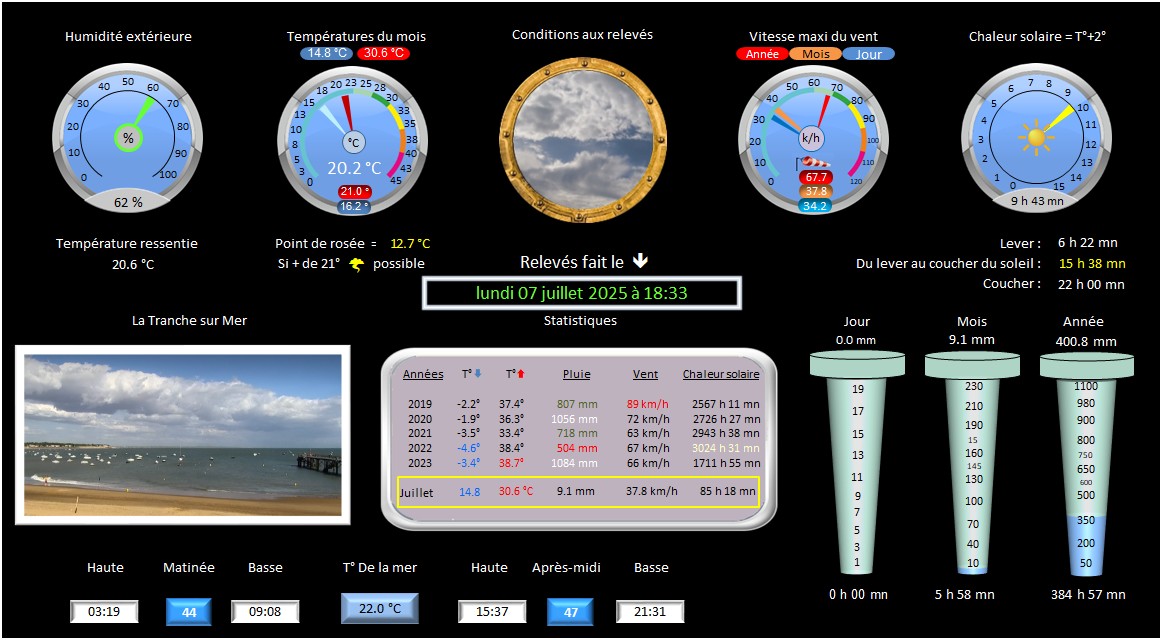 Humidité extérieure
0 10 20 30 40 50 60 70 80 90 100
%
62 %
Températures du mois
14.8 °C 30.6 °C
0 3 5 8 10 13 15 18 20 23 25 28 30 33 35 38 40 43 45
°C
20.2 °C
21.0 °
16.2 °
Conditions aux relevés
Vitesse maxi du vent
Année Mois Jour
0 10 20 30 40 50 60 70 80 90 100 110 120
k/h
67.7
37.8
34.2
Chaleur solaire = T°+2°
0 1 2 3 4 5 6 7 8 9 10 11 12 13 14 15
9 h 43 mn
Température ressentie
20.6 °C
Point de rosée = 12.7 °C
Si + de 21° possible
Relevés fait le
lundi 07 juillet 2025 à 18:33
Lever : 6 h 22 mn
Du lever au coucher du soleil : 15 h 38 mn
Coucher : 22 h 00 mn
La Tranche sur Mer
Statistiques
Années T° T° Pluie Vent Chaleur solaire
2019 -2.2° 37.4° 807 mm 89 km/h 2567 h 11 mn
2020 -1.9° 36.3° 1056 mm 72 km/h 2726 h 27 mn
2021 -3.5° 33.4° 718 mm 63 km/h 2943 h 38 mn
2022 -4.6° 38.4° 504 mm 67 km/h 3024 h 31 mn
2023 -3.4° 38.7° 1084 mm 66 km/h 1711 h 55 mn
Juillet 14.8 30.6 °C 9.1 mm 37.8 km/h 85 h 18 mn
Jour
0.0 mm
19
17
15
13
11
9
7
5
3
1
0 h 00 mn
Mois
9.1 mm
230
210
190
15
160
145
130
100
70
40
10
5 h 58 mn
Année
400.8 mm
1100
980
900
800
750
650
600
500
350
200
50
384 h 57 mn
Haute Matinée Basse
03:19 44 09:08
T° De la mer
22.0 °C
Haute Après-midi Basse
15:37 47 21:31